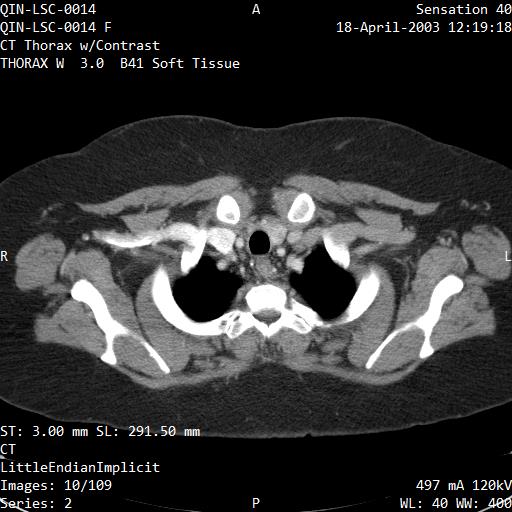 QIN-LSC-0014 A Sensation 40
QIN-LSC-0014 F 18-April-2003 12:19:18
CT Thorax w/Contrast
THORAX W 3.0 B41 Soft Tissue
R L
ST: 3.00 mm SL: 291.50 mm
CT
LittleEndianImplicit
Images: 10/109 497 mA 120kV
Series: 2 P WL: 40 WW: 400